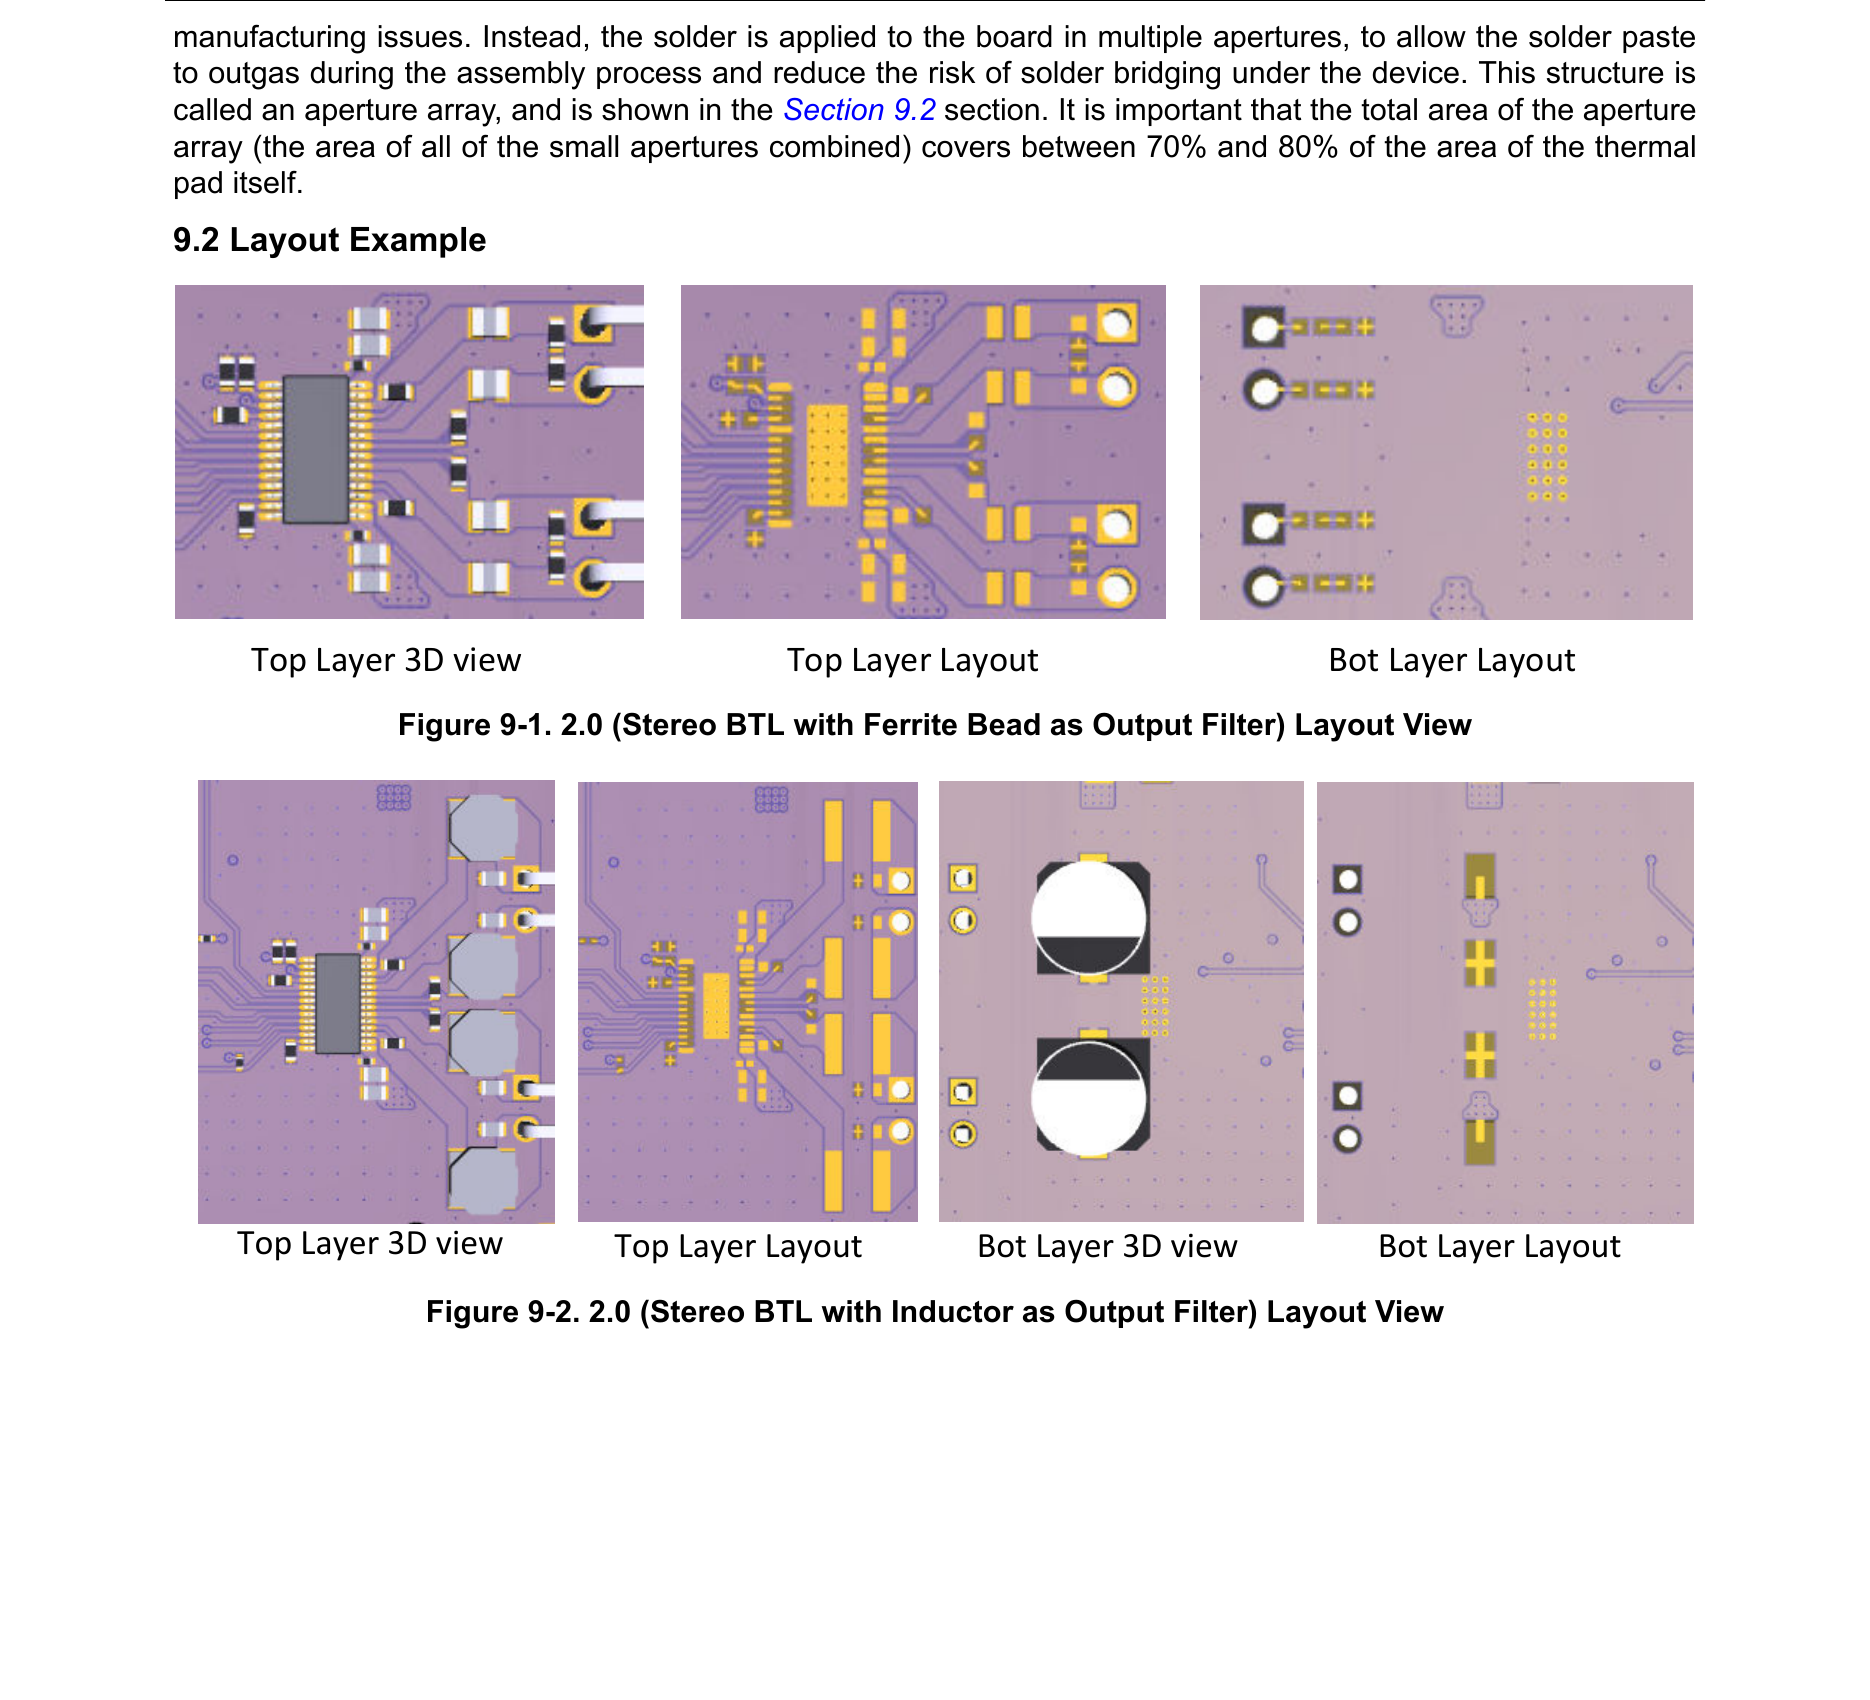 manufacturing issues. Instead, the solder is applied to the board in multiple apertures, to allow the solder paste
to outgas during the assembly process and reduce the risk of solder bridging under the device. This structure is
called an aperture array, and is shown in the Section 9.2 section. It is important that the total area of the aperture
array (the area of all of the small apertures combined) covers between 70% and 80% of the area of the thermal
pad itself.
9.2 Layout Example
Top Layer 3D view
Top Layer Layout
Bot Layer Layout
Figure 9-1. 2.0 (Stereo BTL with Ferrite Bead as Output Filter) Layout View
Top Layer 3D view
Top Layer Layout
Bot Layer 3D view
Bot Layer Layout
Figure 9-2. 2.0 (Stereo BTL with Inductor as Output Filter) Layout View